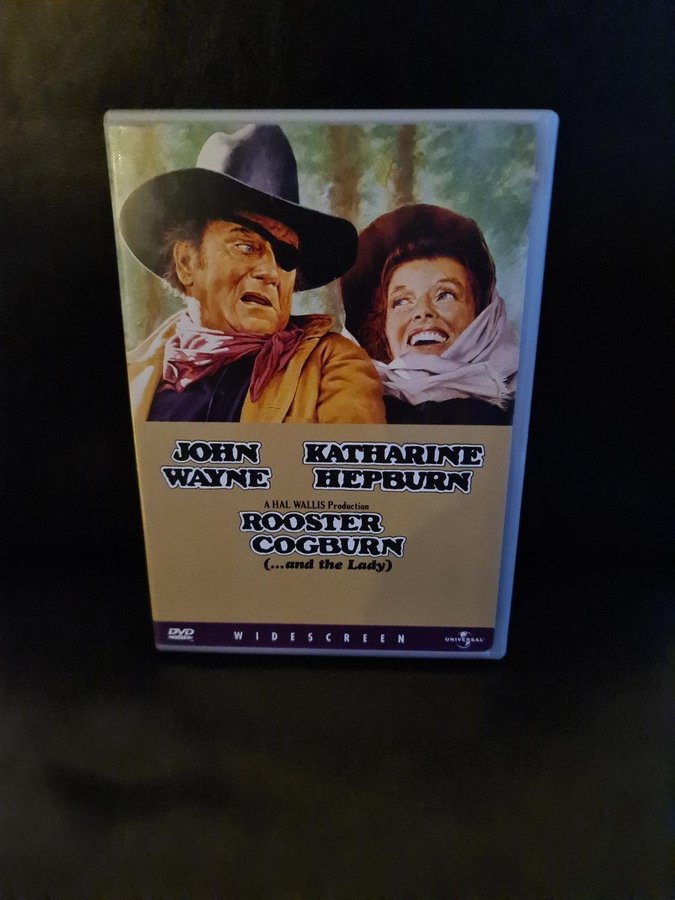 JOHN WAYNE
KATHARINE HEPBURN
A HAL WALLIS Production
ROOSTER
COGBURN
(...and the Lady)
DVD WIDESCREEN UNIVERSAL